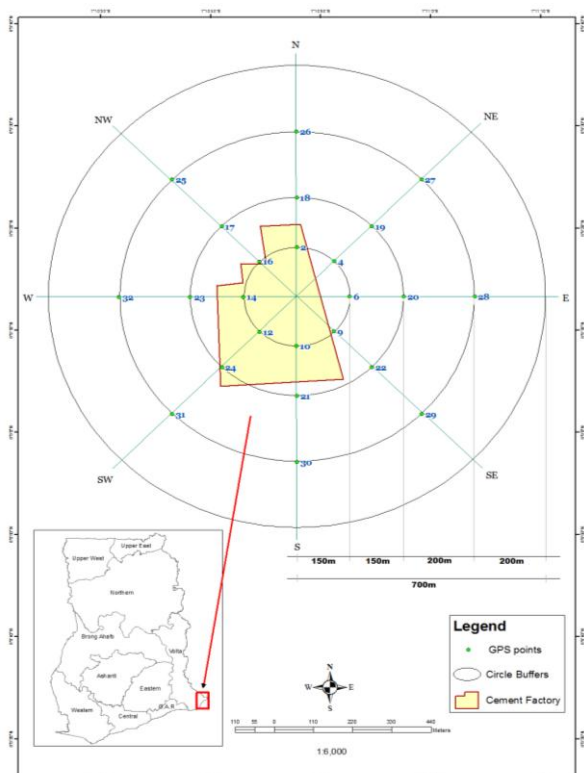 N
NW
NE
26
25
27
18
17
19
2
16
4
W
32
23
14
6
20
28
E
12
9
10
24
22
21
31
29
30
SW
SE
S
150m 150m 200m 200m
700m
Upper East
Upper West
Northern
Brong Ahafo
Volta
Ashanti
Eastern
Western
Central
G.A.R
Legend
GPS points
Circle Buffers
Cement Factory
N
W E
S
110 55 0 110 220 330 440
Meters
1:6,000